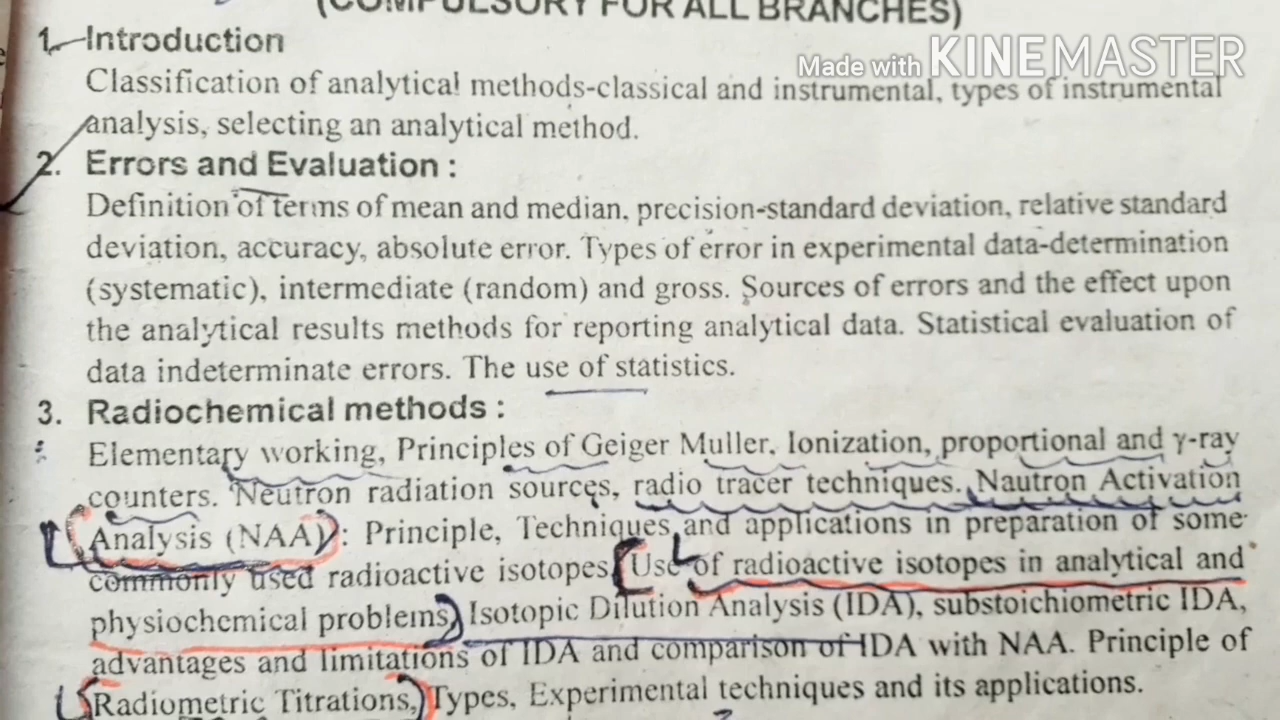 (COMPULSORY FOR ALL BRANCHES)
Made with KINEMASTER
1. Introduction
Classification of analytical methods-classical and instrumental, types of instrumental
analysis, selecting an analytical method.
2. Errors and Evaluation :
Definition of terms of mean and median, precision-standard deviation, relative standard
deviation, accuracy, absolute error. Types of error in experimental data-determination
(systematic), intermediate (random) and gross. Sources of errors and the effect upon
the analytical results methods for reporting analytical data. Statistical evaluation of
data indeterminate errors. The use of statistics.
3. Radiochemical methods :
Elementary working, Principles of Geiger Muller. Ionization, proportional and γ-ray
counters. Neutron radiation sources, radio tracer techniques. Nautron Activation
Analysis (NAA) : Principle, Techniques and applications in preparation of some
commonly used radioactive isotopes. Use of radioactive isotopes in analytical and
physiochemical problems, Isotopic Dilution Analysis (IDA), substoichiometric IDA,
advantages and limitations of IDA and comparison of IDA with NAA. Principle of
Radiometric Titrations, Types, Experimental techniques and its applications.